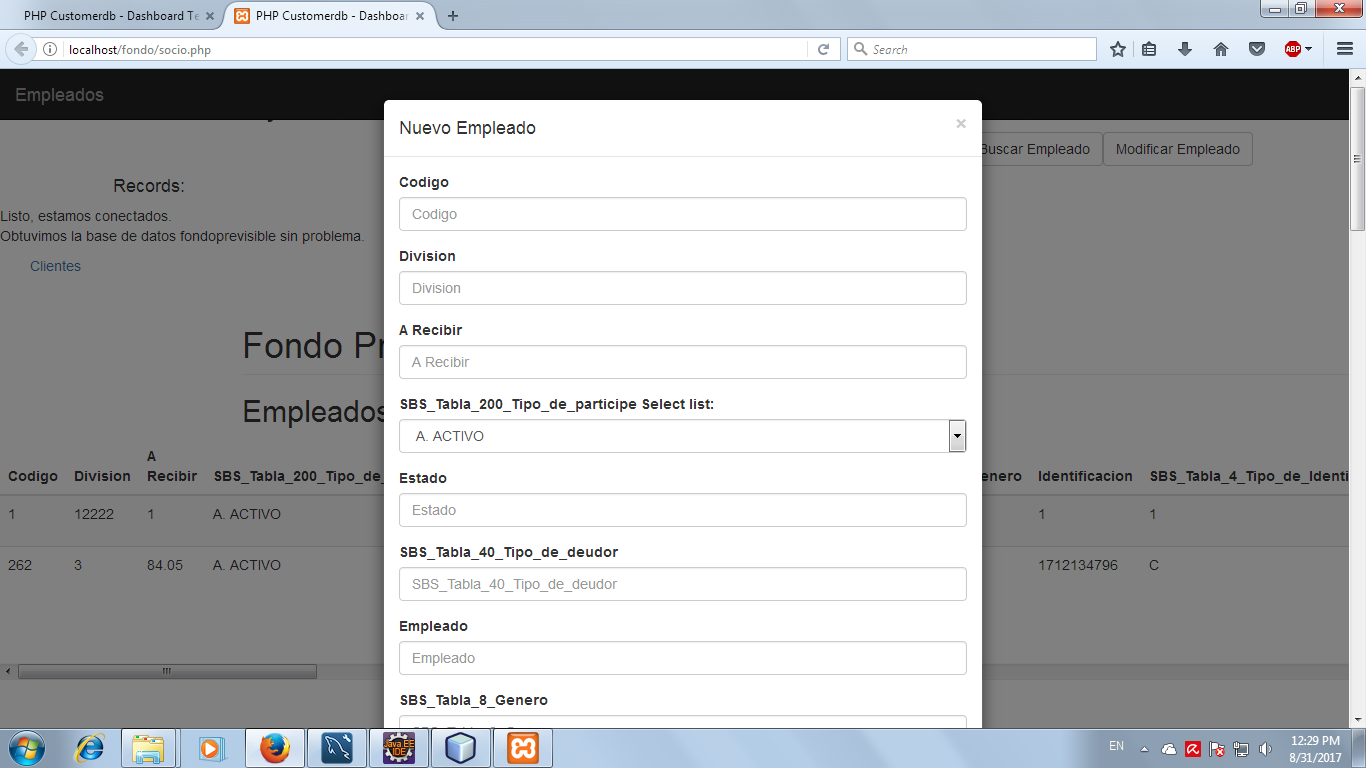 PHP Customerdb - Dashboard Te
PHP Customerdb - Dashboar
localhost/fondo/socio.php
Search
ABP
Empleados
Nuevo Empleado
×
Buscar Empleado
Modificar Empleado
Records:
Listo, estamos conectados.
Obtuvimos la base de datos fondoprevisible sin problema.
Clientes
Fondo Pr
Empleados
Codigo
Codigo
Division
Division
A Recibir
A Recibir
SBS_Tabla_200_Tipo_de_participe Select list:
A. ACTIVO
Estado
Estado
SBS_Tabla_40_Tipo_de_deudor
SBS_Tabla_40_Tipo_de_deudor
Empleado
Empleado
SBS_Tabla_8_Genero
Codigo Division A Recibir SBS_Tabla_200_Tipo_de_ enero Identificacion SBS_Tabla_4_Tipo_de_Identi
1 12222 1 A. ACTIVO 1 1
262 3 84.05 A. ACTIVO 1712134796 C
Java EE
IDE
EN
12:29 PM
8/31/2017